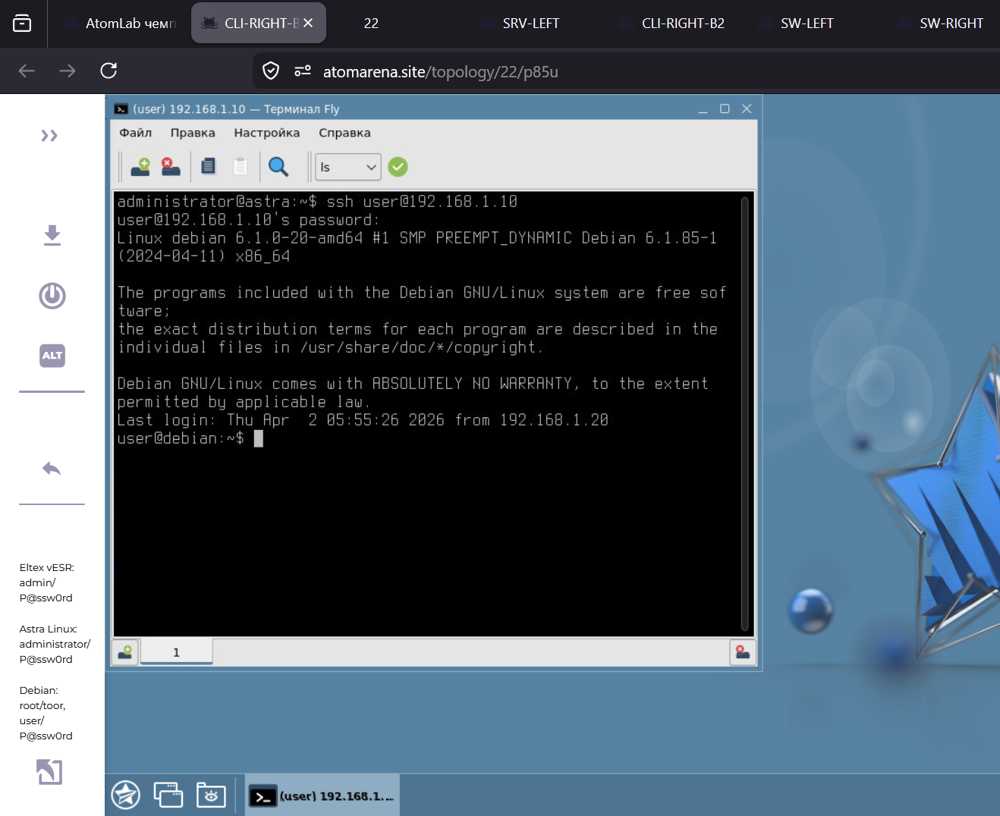 AtomLab чемп
CLI-RIGHT-B
22
SRV-LEFT
CLI-RIGHT-B2
SW-LEFT
SW-RIGHT
atomarena.site/topology/22/p85u
(user) 192.168.1.10 — Терминал Fly
Файл Правка Настройка Справка
ls
administrator@astra:~$ ssh user@192.168.1.10
user@192.168.1.10's password:
Linux debian 6.1.0-20-amd64 #1 SMP PREEMPT_DYNAMIC Debian 6.1.85-1
(2024-04-11) x86_64
The programs included with the Debian GNU/Linux system are free sof
tware;
the exact distribution terms for each program are described in the
individual files in /usr/share/doc/*/copyright.
Debian GNU/Linux comes with ABSOLUTELY NO WARRANTY, to the extent
permitted by applicable law.
Last login: Thu Apr  2 05:55:26 2026 from 192.168.1.20
user@debian:~$
1
ALT
Eltex vESR:
admin/
P@ssw0rd
Astra Linux:
administrator/
P@ssw0rd
Debian:
root/toor,
user/
P@ssw0rd
(user) 192.168.1....